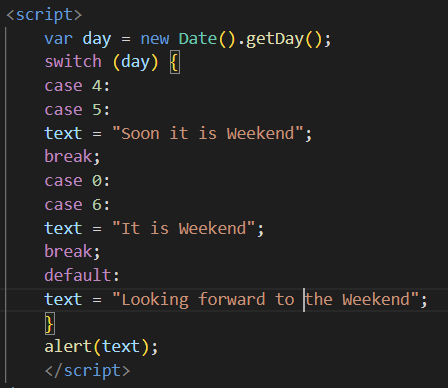 <script>
var day = new Date().getDay();
switch (day) {
case 4:
case 5:
text = "Soon it is Weekend";
break;
case 0:
case 6:
text = "It is Weekend";
break;
default:
text = "Looking forward to the Weekend";
}
alert(text);
</script>